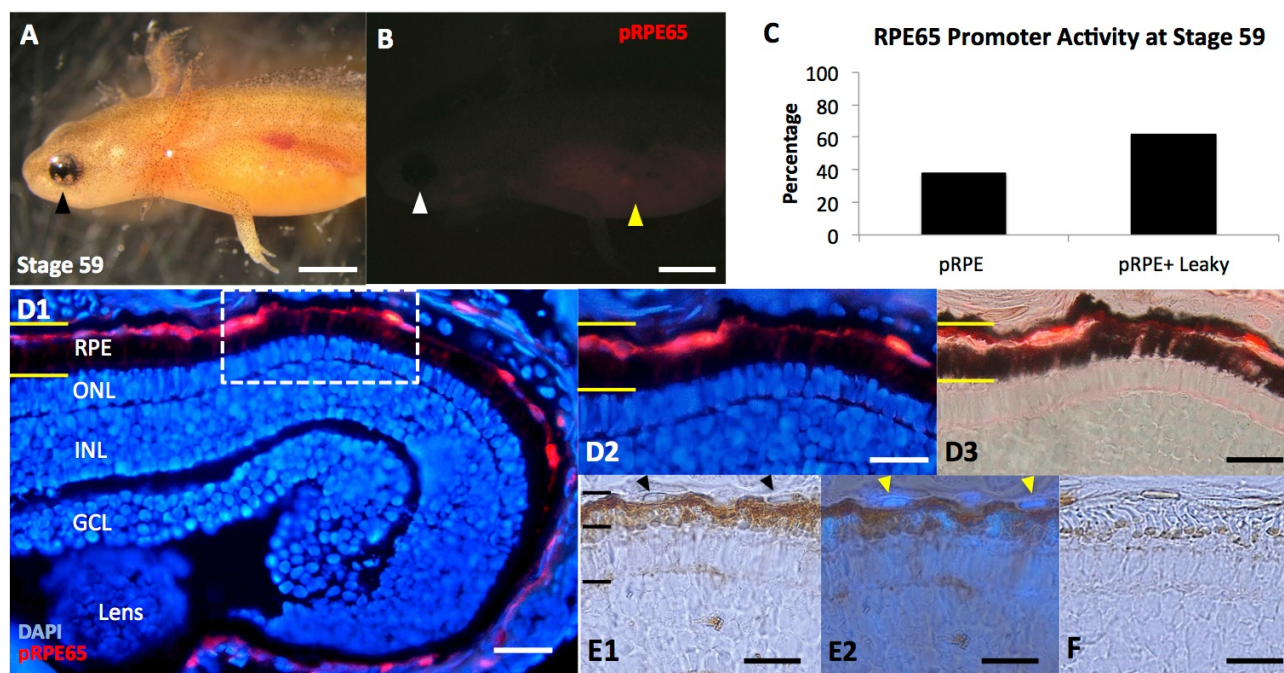 A
Stage 59
B
pRPE65
C
RPE65 Promoter Activity at Stage 59
Percentage
100
80
60
40
20
0
pRPE
pRPE+ Leaky
D1
RPE
ONL
INL
GCL
Lens
DAPI
pRPE65
D2
D3
E1
E2
F